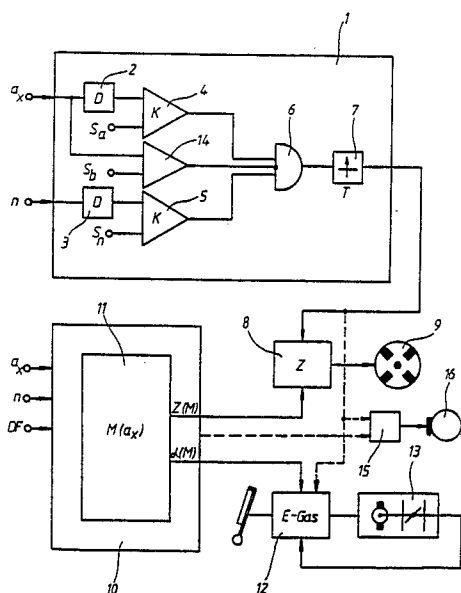 1
2
4
a_x
D
K
6
7
S_a
14
S_b
T
n
D
5
K
3
S_n
11
8
9
Z
16
a_x
n
DF
M(a_x)
Z(M)
15
α(M)
13
E-Gas
10
12